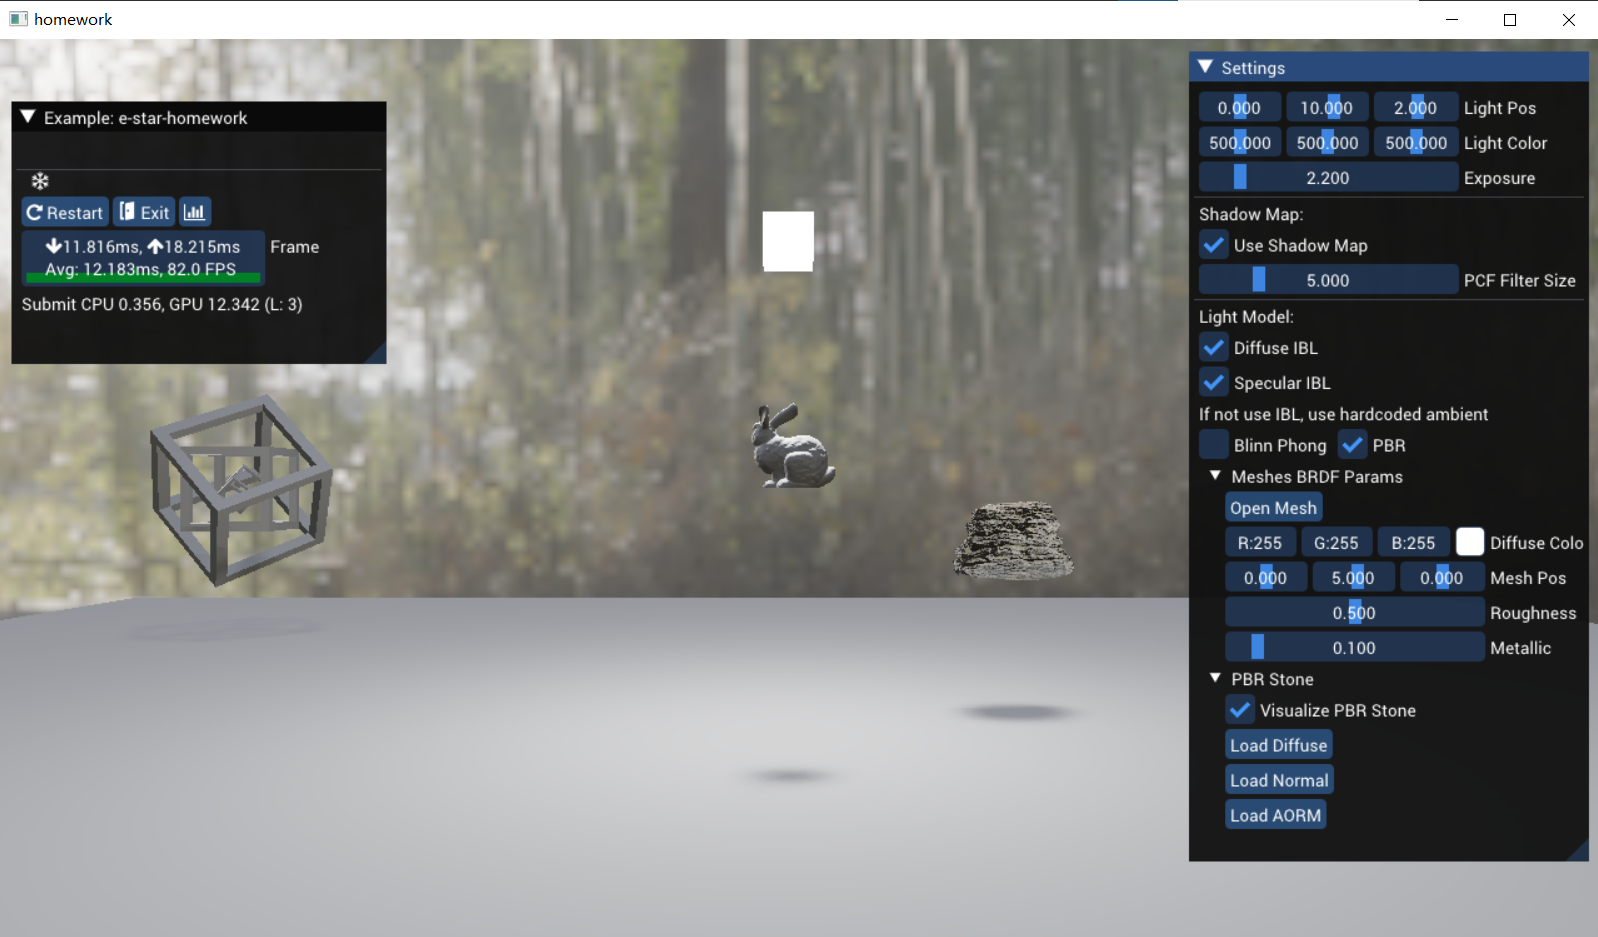 homework
Example: e-star-homework
Restart Exit
11.816ms, 18.215ms Frame
Avg: 12.183ms, 82.0 FPS
Submit CPU 0.356, GPU 12.342 (L: 3)
Settings
0.000 10.000 2.000 Light Pos
500.000 500.000 500.000 Light Color
2.200 Exposure
Shadow Map:
Use Shadow Map
5.000 PCF Filter Size
Light Model:
Diffuse IBL
Specular IBL
If not use IBL, use hardcoded ambient
Blinn Phong PBR
Meshes BRDF Params
Open Mesh
R:255 G:255 B:255 Diffuse Colo
0.000 5.000 0.000 Mesh Pos
0.500 Roughness
0.100 Metallic
PBR Stone
Visualize PBR Stone
Load Diffuse
Load Normal
Load AORM